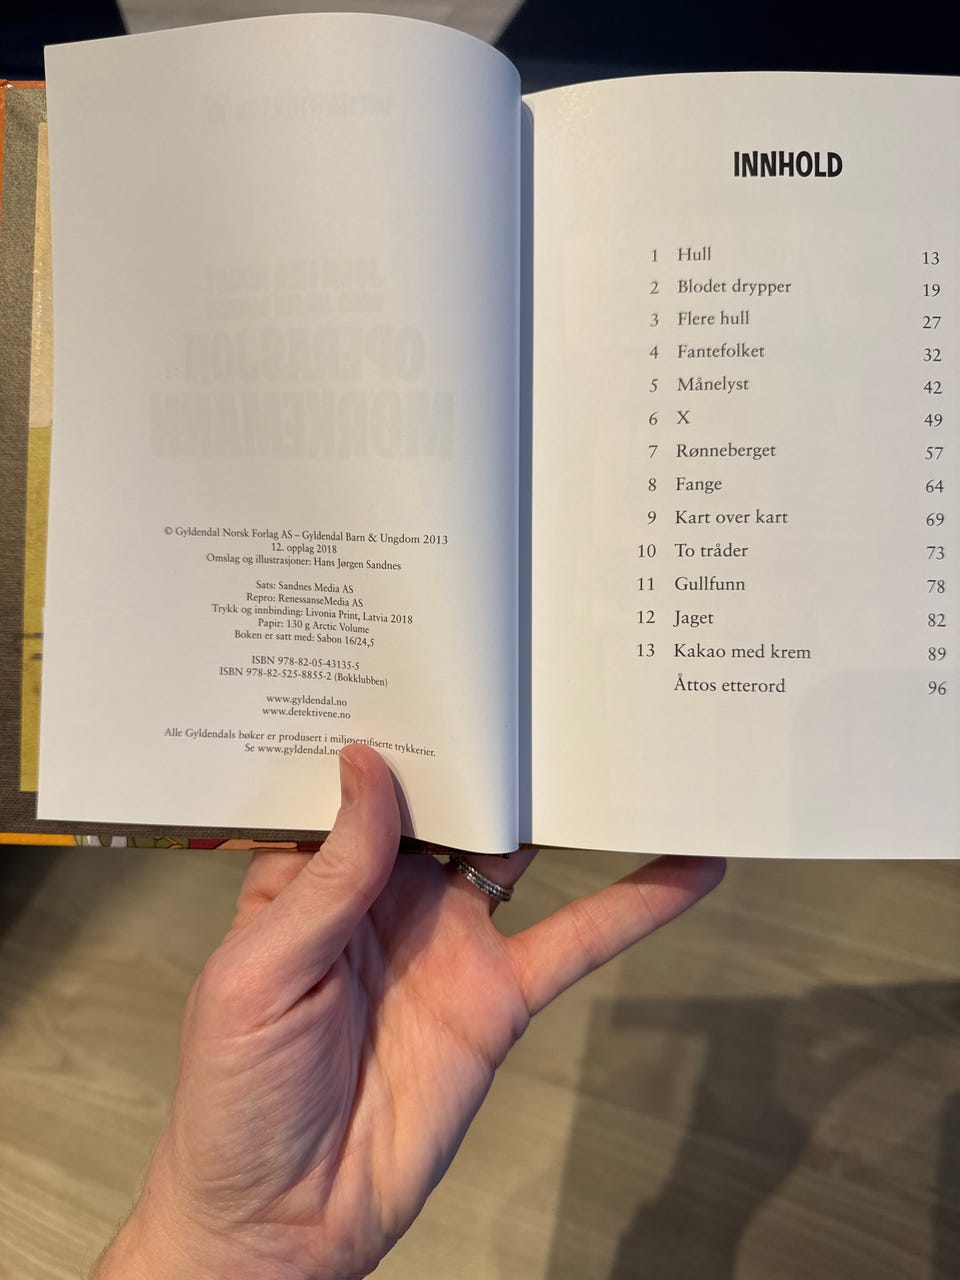 © Gyldendal Norsk Forlag AS – Gyldendal Barn & Ungdom 2013
12. opplag 2018
Omslag og illustrasjoner: Hans Jørgen Sandnes
Sats: Sandnes Media AS
Repro: RenessanseMedia AS
Trykk og innbinding: Livonia Print, Latvia 2018
Papir: 130 g Arctic Volume
Boken er satt med: Sabon 16/24,5
ISBN 978-82-05-43135-5
ISBN 978-82-525-8855-2 (Bokklubben)
www.gyldendal.no
www.detektivene.no
Alle Gyldendals bøker er produsert i miljøsertifiserte trykkerier.
Se www.gyldendal.no
INNHOLD
1 Hull 13
2 Blodet drypper 19
3 Flere hull 27
4 Fantefolket 32
5 Månelyst 42
6 X 49
7 Rønneberget 57
8 Fange 64
9 Kart over kart 69
10 To tråder 73
11 Gullfunn 78
12 Jaget 82
13 Kakao med krem 89
Åttos etterord 96